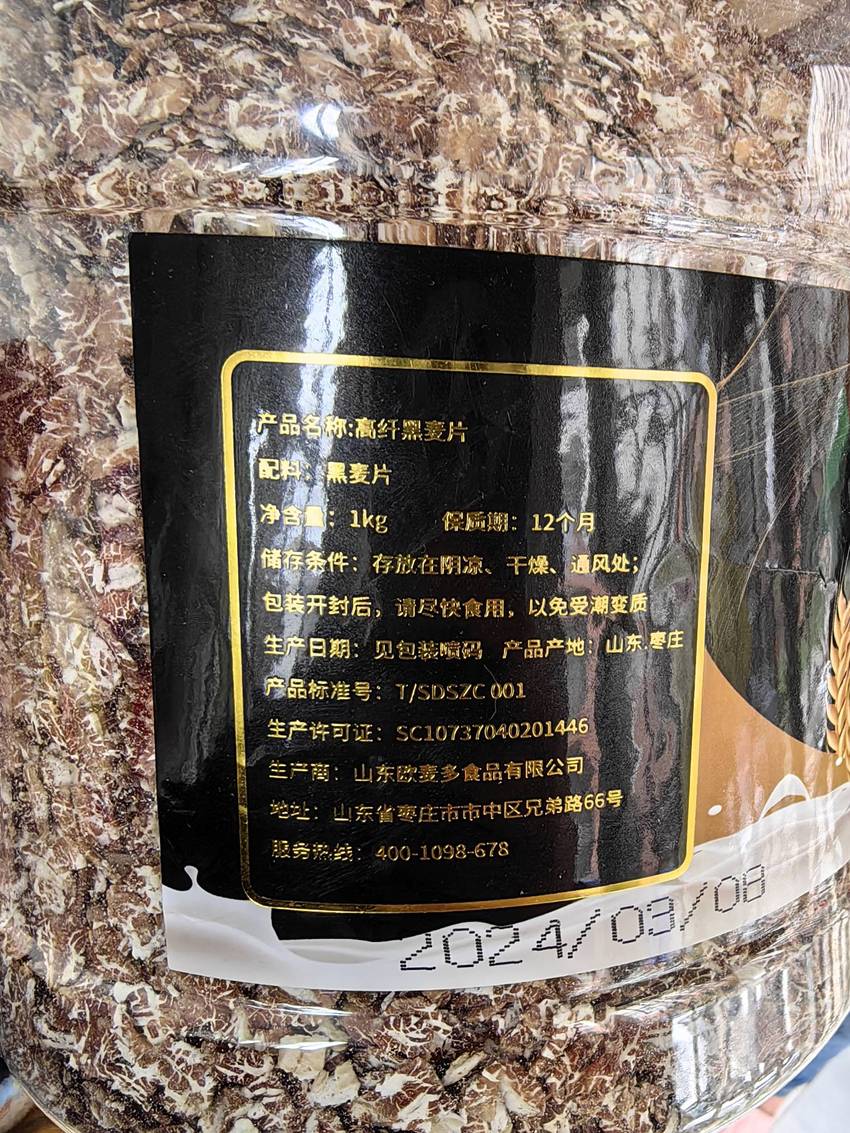 产品名称:高纤黑麦片
配料：黑麦片
净含量：1kg 保质期：12个月
储存条件：存放在阴凉、干燥、通风处；
包装开封后，请尽快食用，以免受潮变质
生产日期：见包装喷码 产品产地：山东.枣庄
产品标准号：T/SDSZC 001
生产许可证：SC10737040201446
生产商：山东欧麦多食品有限公司
地址：山东省枣庄市市中区兄弟路66号
服务热线：400-1098-678
2024/03/08